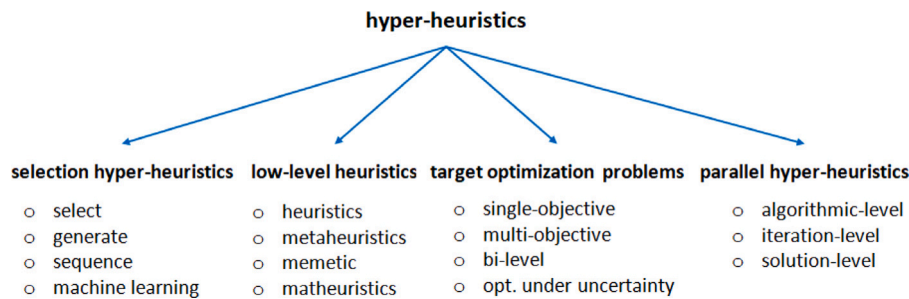 hyper-heuristics
selection hyper-heuristics
low-level heuristics
target optimization problems
parallel hyper-heuristics
o select
o generate
o sequence
o machine learning
o heuristics
o metaheuristics
o memetic
o matheuristics
o single-objective
o multi-objective
o bi-level
o opt. under uncertainty
o algorithmic-level
o iteration-level
o solution-level